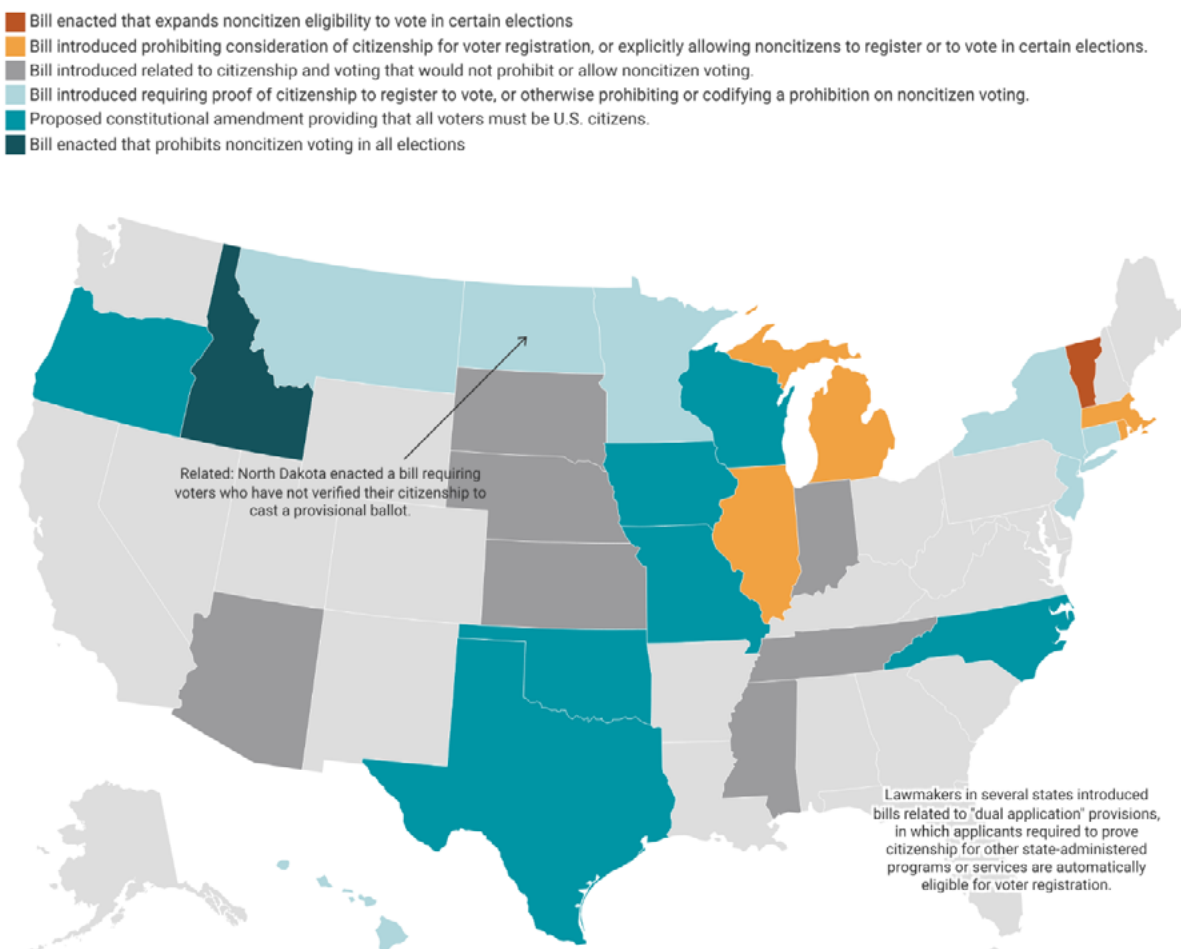 Bill enacted that expands noncitizen eligibility to vote in certain elections
Bill introduced prohibiting consideration of citizenship for voter registration, or explicitly allowing noncitizens to register or to vote in certain elections.
Bill introduced related to citizenship and voting that would not prohibit or allow noncitizen voting.
Bill introduced requiring proof of citizenship to register to vote, or otherwise prohibiting or codifying a prohibition on noncitizen voting.
Proposed constitutional amendment providing that all voters must be U.S. citizens.
Bill enacted that prohibits noncitizen voting in all elections
Related: North Dakota enacted a bill requiring
voters who have not verified their citizenship to
cast a provisional ballot.
Lawmakers in several states introduced
bills related to "dual application" provisions,
in which applicants required to prove
citizenship for other state-administered
programs or services are automatically
eligible for voter registration.